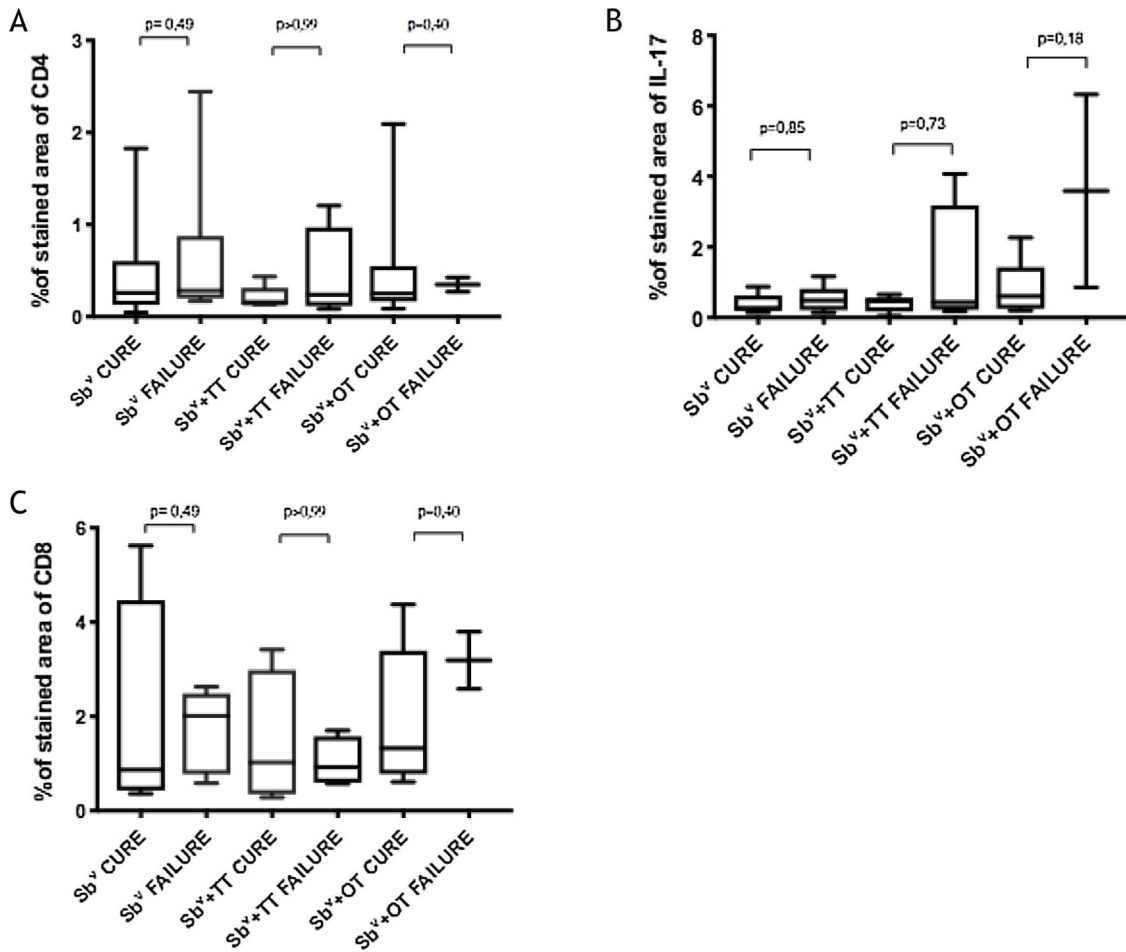 A
p= 0,49
p>0,99
p=0,40
%of stained area of CD4
3
2
1
0
Sbᵛ CURE
Sbᵛ FAILURE
Sbᵛ+TT CURE
Sbᵛ+TT FAILURE
Sbᵛ+OT CURE
Sbᵛ+OT FAILURE
B
p=0,85
p=0,73
p=0,18
%of stained area of IL-17
8
6
4
2
0
Sbᵛ CURE
Sbᵛ FAILURE
Sbᵛ+TT CURE
Sbᵛ+TT FAILURE
Sbᵛ+OT CURE
Sbᵛ+OT FAILURE
C
p= 0,49
p>0,99
p=0,40
%of stained area of CD8
6
4
2
0
Sbᵛ CURE
Sbᵛ FAILURE
Sbᵛ+TT CURE
Sbᵛ+TT FAILURE
Sbᵛ+OT CURE
Sbᵛ+OT FAILURE